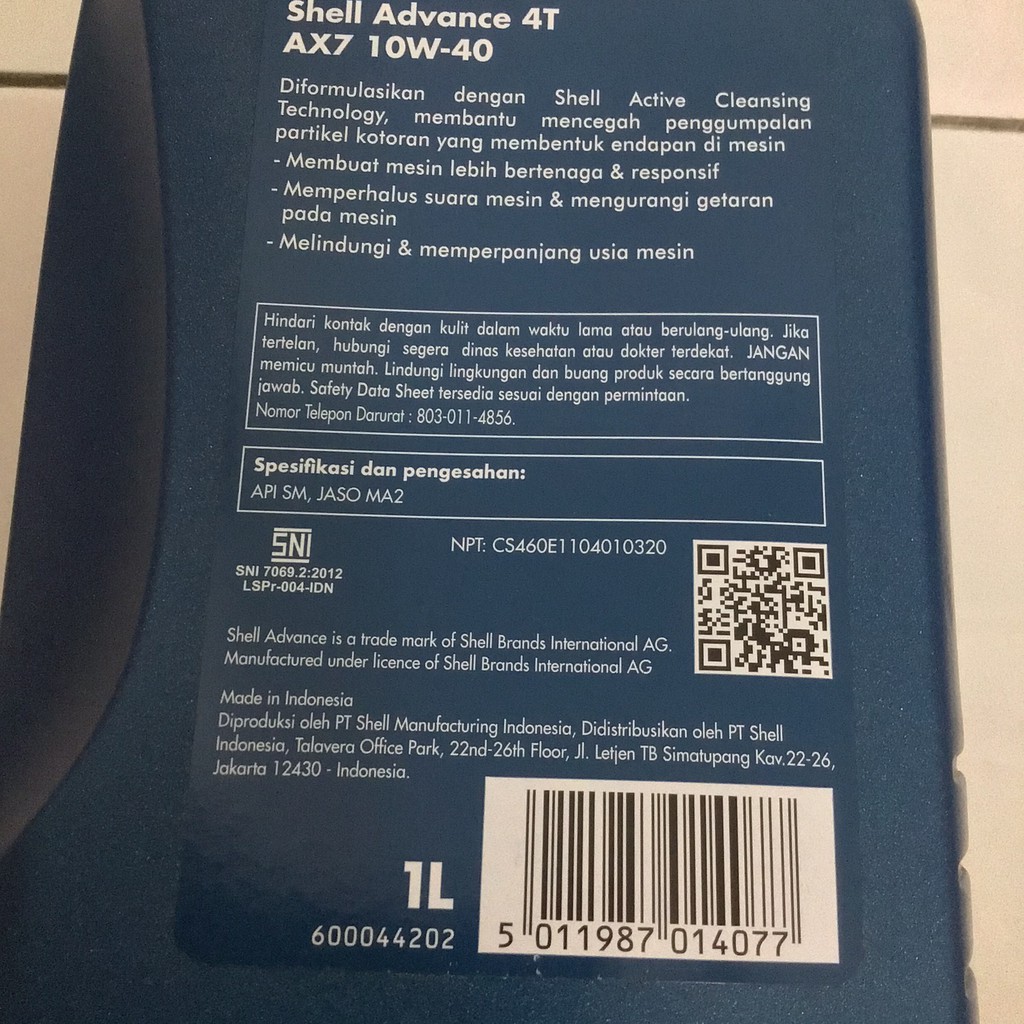 Shell Advance 4T
AX7 10W-40
Diformulasikan dengan Shell Active Cleansing
Technology, membantu mencegah penggumpalan
partikel kotoran yang membentuk endapan di mesin
- Membuat mesin lebih bertenaga & responsif
- Memperhalus suara mesin & mengurangi getaran
pada mesin
- Melindungi & memperpanjang usia mesin
Hindari kontak dengan kulit dalam waktu lama atau berulang-ulang. Jika
tertelan, hubungi segera dinas kesehatan atau dokter terdekat. JANGAN
memicu muntah. Lindungi lingkungan dan buang produk secara bertanggung
jawab. Safety Data Sheet tersedia sesuai dengan permintaan.
Nomor Telepon Darurat : 803-011-4856.
Spesifikasi dan pengesahan:
API SM, JASO MA2
SNI
SNI 7069.2:2012
LSPr-004-IDN
NPT: CS460E1104010320
Shell Advance is a trade mark of Shell Brands International AG.
Manufactured under licence of Shell Brands International AG
Made in Indonesia
Diproduksi oleh PT Shell Manufacturing Indonesia, Didistribusikan oleh PT Shell
Indonesia, Talavera Office Park, 22nd-26th Floor, Jl. Letjen TB Simatupang Kav.22-26,
Jakarta 12430 - Indonesia.
1L
600044202
5 011987 014077